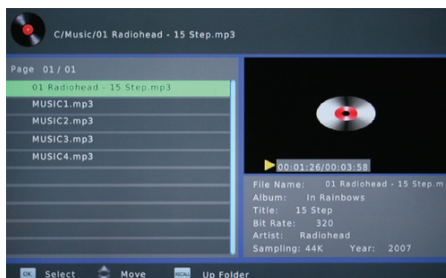 C/Music/01 Radiohead - 15 Step.mp3
Page 01/01
01 Radiohead - 15 Step.mp3
MUSIC1.mp3
MUSIC2.mp3
MUSIC3.mp3
MUSIC4.mp3
00:01:26/00:03:58
File Name: 01 Radiohead - 15 Step.m
Album: In Rainbows
Title: 15 Step
Bit Rate: 320
Artist: Radiohead
Sampling: 44K Year: 2007
OK Select Move RECALL Up Folder